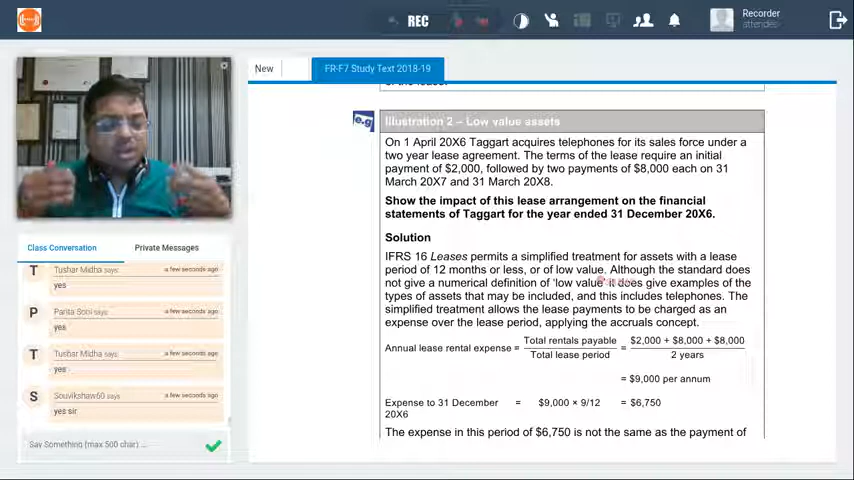 REC
Recorder
attendee
New
FR-F7 Study Text 2018-19
e.g
Illustration 2 – Low value assets
On 1 April 20X6 Taggart acquires telephones for its sales force under a
two year lease agreement. The terms of the lease require an initial
payment of $2,000, followed by two payments of $8,000 each on 31
March 20X7 and 31 March 20X8.
Show the impact of this lease arrangement on the financial
statements of Taggart for the year ended 31 December 20X6.
Solution
IFRS 16 Leases permits a simplified treatment for assets with a lease
period of 12 months or less, or of low value. Although the standard does
not give a numerical definition of 'low value' does give examples of the
types of assets that may be included, and this includes telephones. The
simplified treatment allows the lease payments to be charged as an
expense over the lease period, applying the accruals concept.
Annual lease rental expense = Total rentals payable / Total lease period = $2,000 + $8,000 + $8,000 / 2 years
= $9,000 per annum
Expense to 31 December 20X6 = $9,000 × 9/12 = $6,750
The expense in this period of $6,750 is not the same as the payment of
Class Conversation
Private Messages
T Tushar Midha says: a few seconds ago
yes
P Parita Soni says: a few seconds ago
yes
T Tushar Midha says: a few seconds ago
yes
S Souvikshaw60 says a few seconds ago
yes sir
Say Something (max 500 char) ...